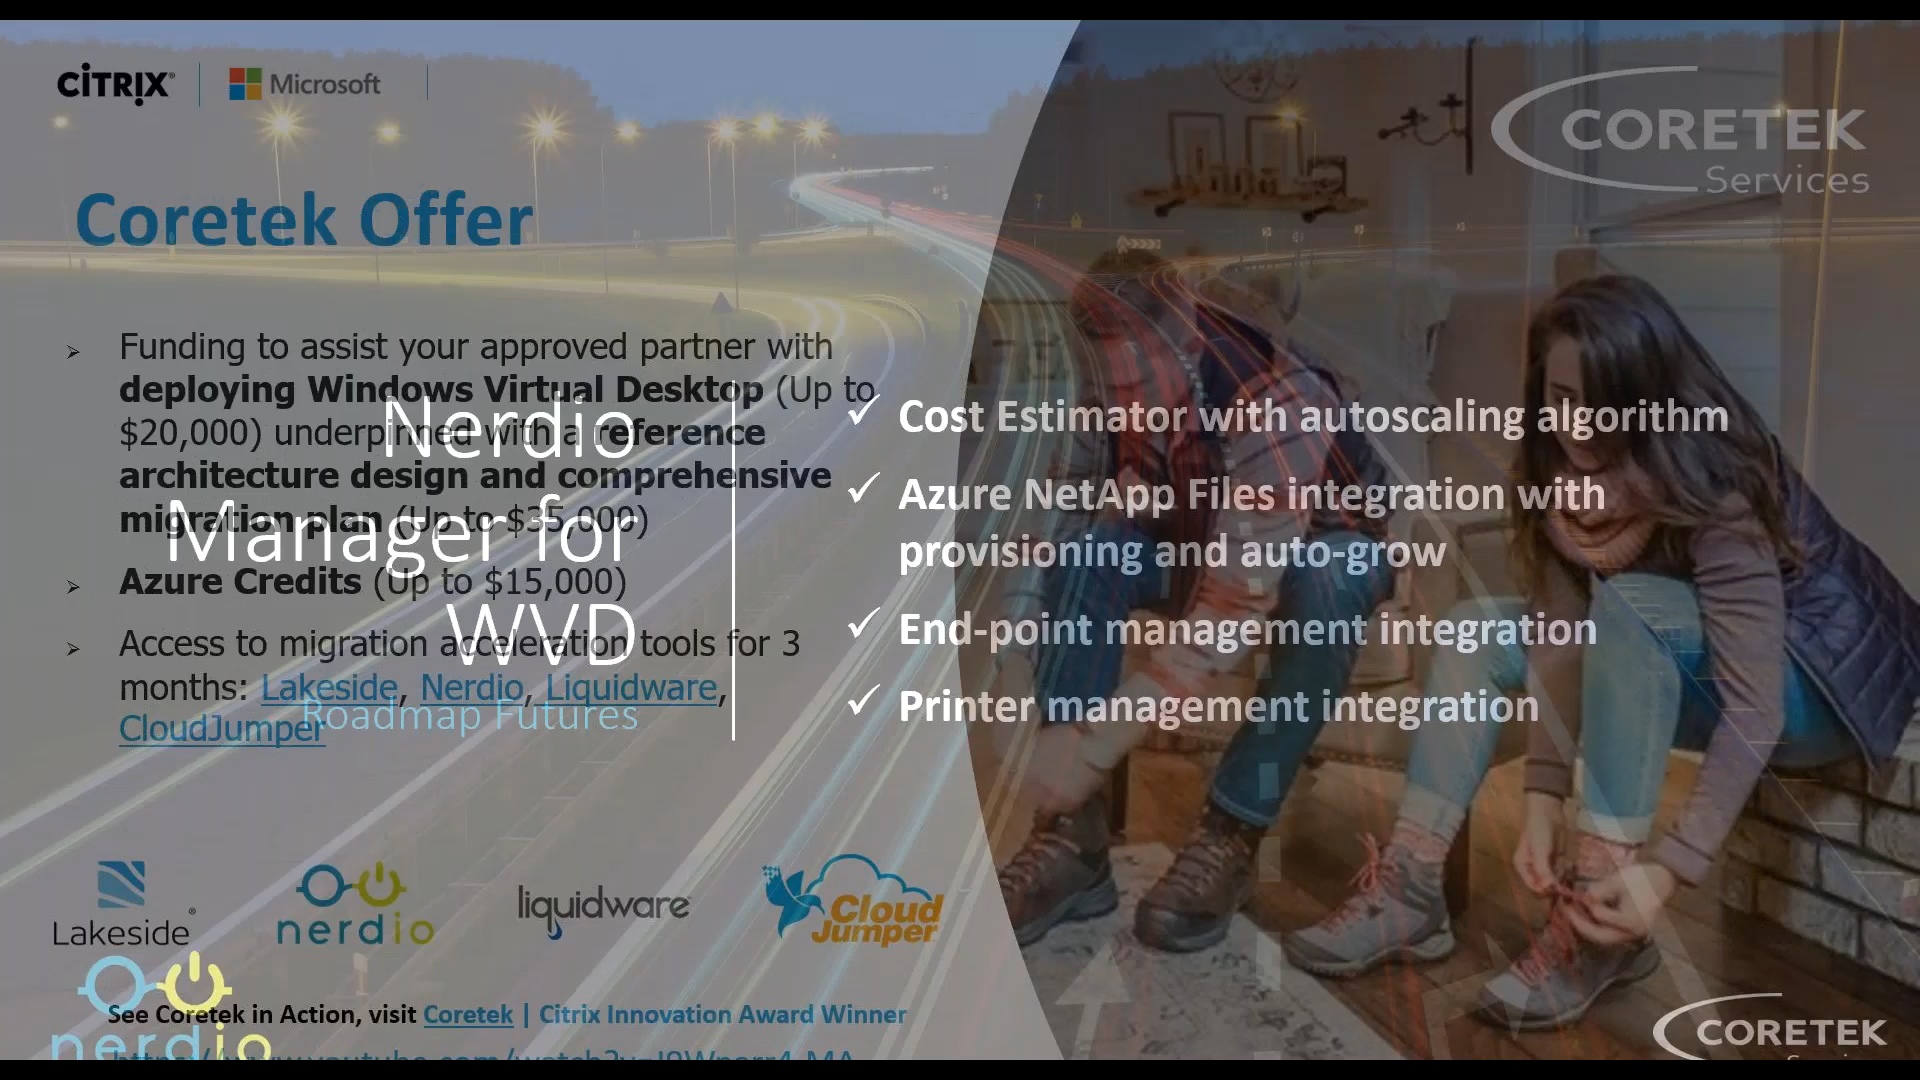 CITRIX
Microsoft
CORETEK
Services
Coretek Offer
Funding to assist your approved partner with
deploying Windows Virtual Desktop (Up to
$20,000) underpinned with a reference
architecture design and comprehensive
migration plan (Up to $35,000)
Azure Credits (Up to $15,000)
Access to migration acceleration tools for 3
months: Lakeside, Nerdio, Liquidware,
CloudJumper
Nerdio
Manager for
WVD
Roadmap Futures
✓ Cost Estimator with autoscaling algorithm
✓ Azure NetApp Files integration with
provisioning and auto-grow
✓ End-point management integration
✓ Printer management integration
Lakeside
nerdio
liquidware
Cloud
Jumper
See Coretek in Action, visit Coretek | Citrix Innovation Award Winner
nerdio
CORETEK